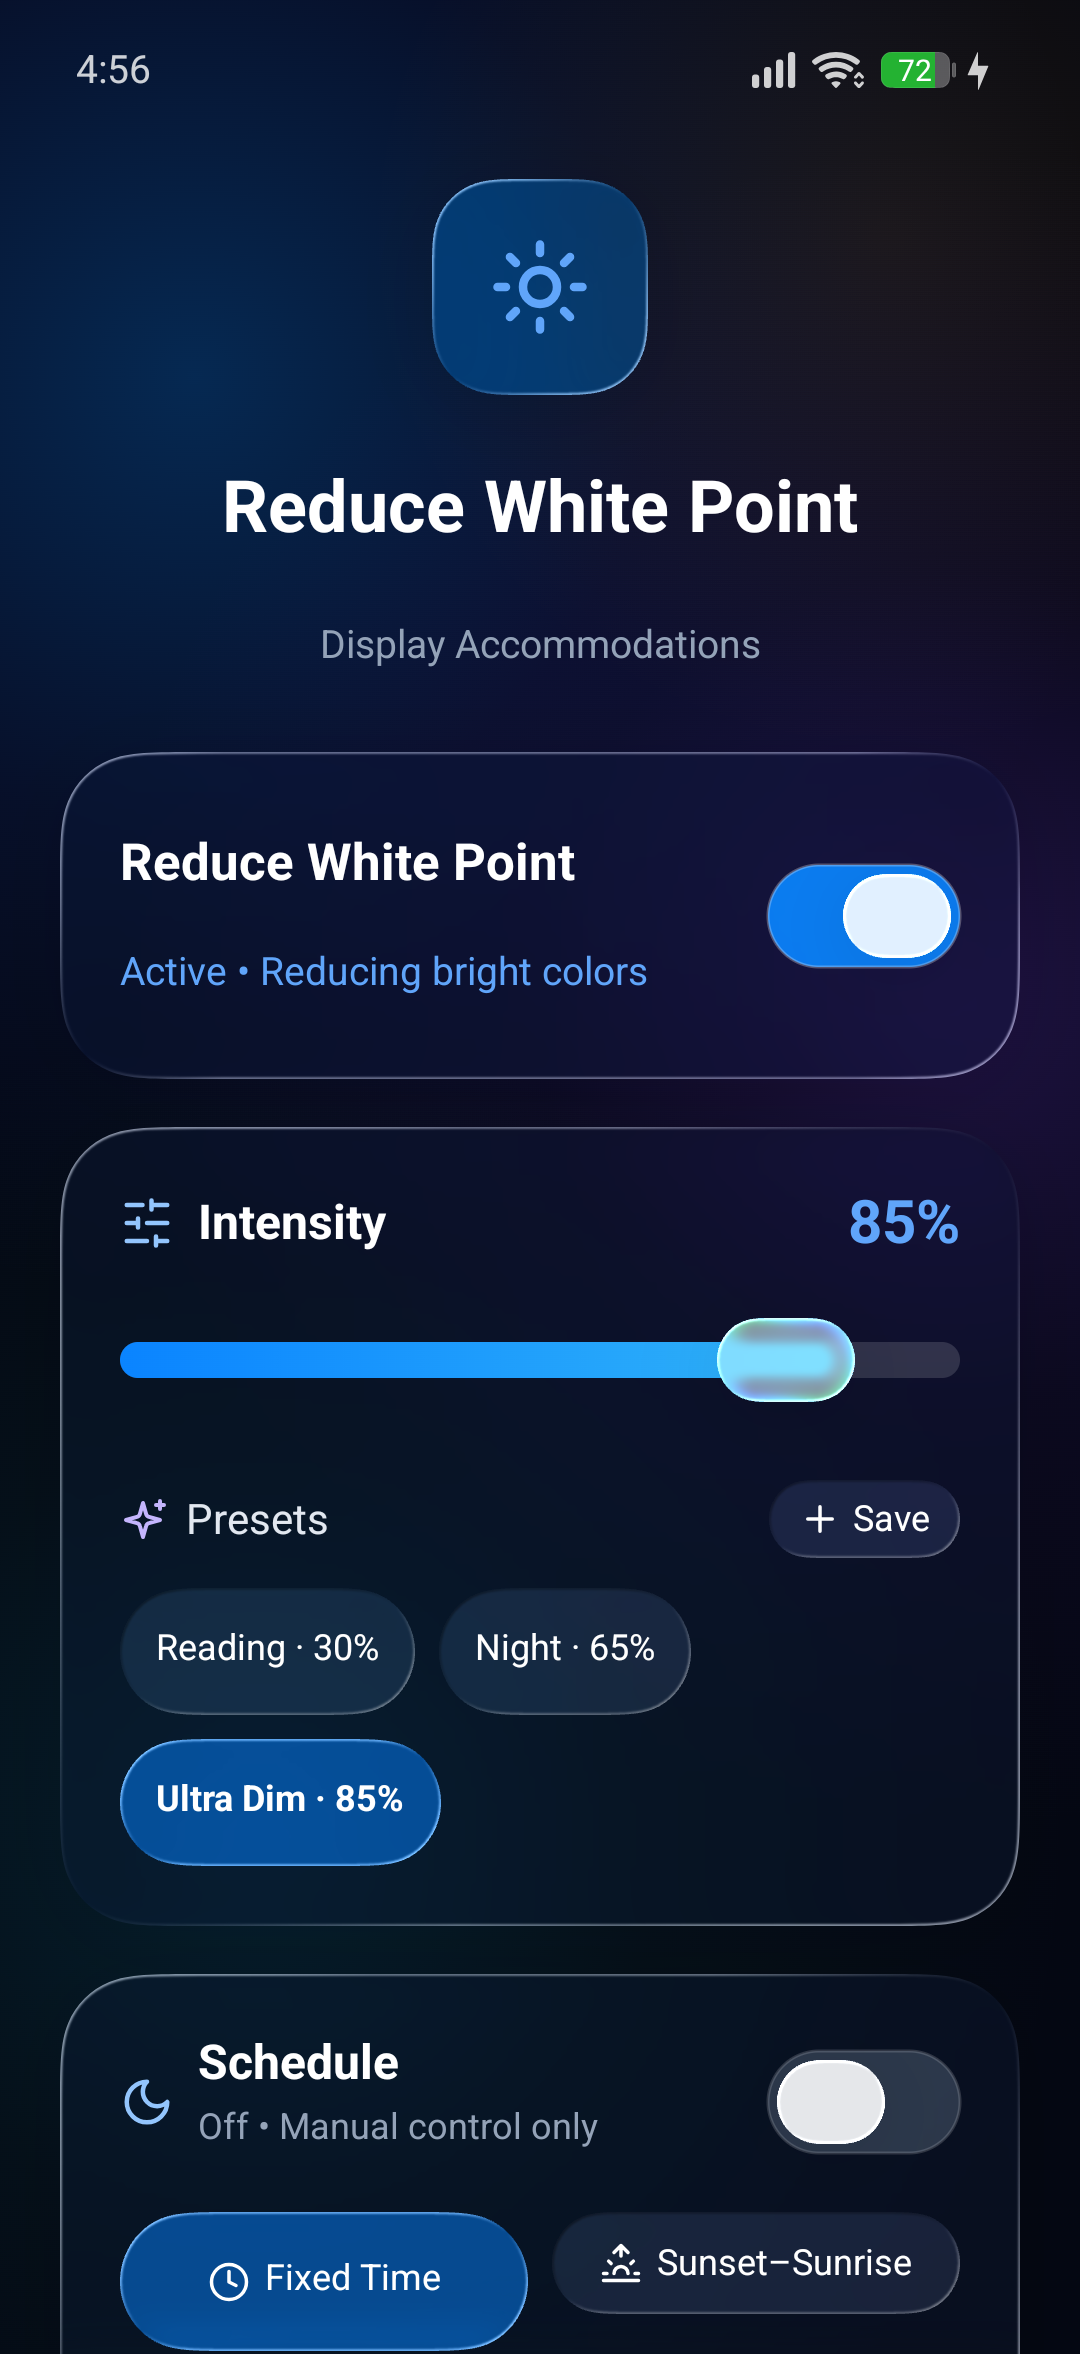 4:56
72
Reduce White Point
Display Accommodations
Reduce White Point
Active • Reducing bright colors
Intensity
85%
Presets
Save
Reading · 30%
Night · 65%
Ultra Dim · 85%
Schedule
Off • Manual control only
Fixed Time
Sunset–Sunrise